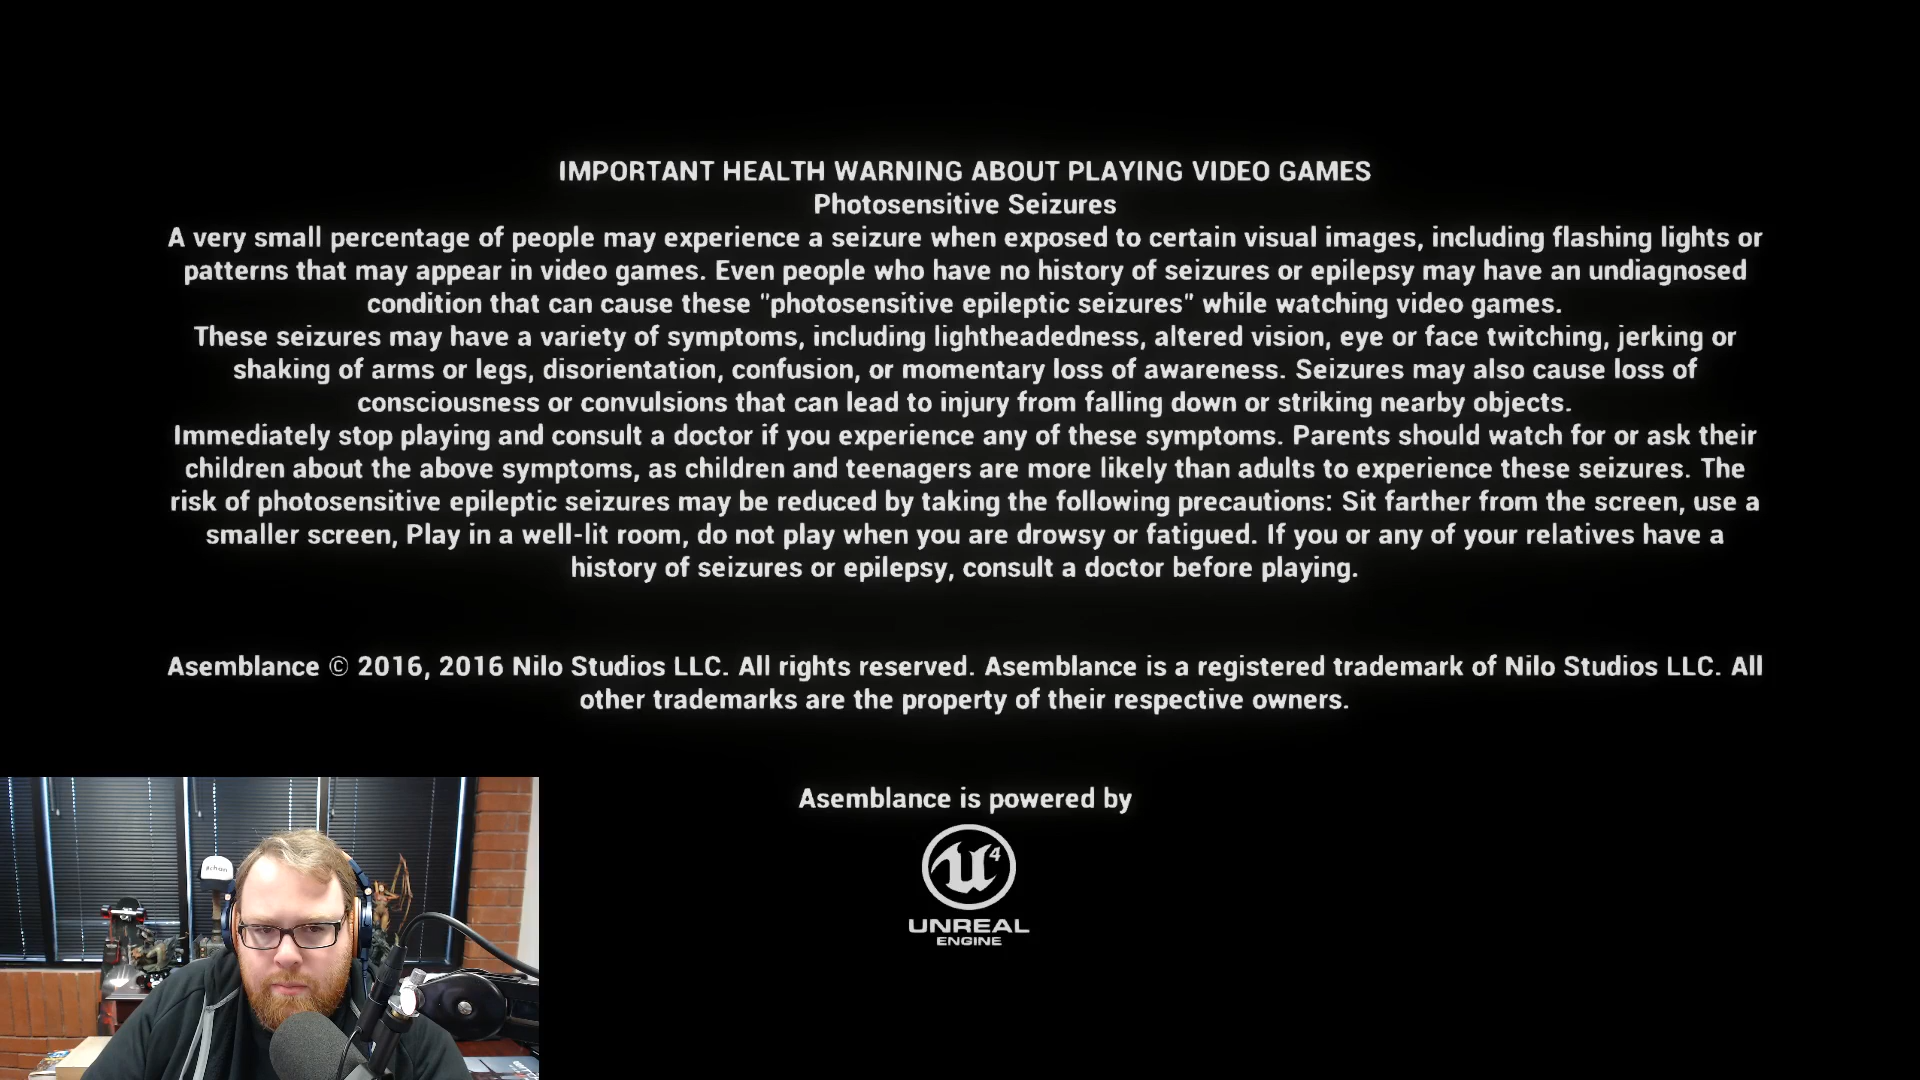 IMPORTANT HEALTH WARNING ABOUT PLAYING VIDEO GAMES
Photosensitive Seizures
A very small percentage of people may experience a seizure when exposed to certain visual images, including flashing lights or
patterns that may appear in video games. Even people who have no history of seizures or epilepsy may have an undiagnosed
condition that can cause these "photosensitive epileptic seizures" while watching video games.
These seizures may have a variety of symptoms, including lightheadedness, altered vision, eye or face twitching, jerking or
shaking of arms or legs, disorientation, confusion, or momentary loss of awareness. Seizures may also cause loss of
consciousness or convulsions that can lead to injury from falling down or striking nearby objects.
Immediately stop playing and consult a doctor if you experience any of these symptoms. Parents should watch for or ask their
children about the above symptoms, as children and teenagers are more likely than adults to experience these seizures. The
risk of photosensitive epileptic seizures may be reduced by taking the following precautions: Sit farther from the screen, use a
smaller screen, Play in a well-lit room, do not play when you are drowsy or fatigued. If you or any of your relatives have a
history of seizures or epilepsy, consult a doctor before playing.
Asemblance © 2016, 2016 Nilo Studios LLC. All rights reserved. Asemblance is a registered trademark of Nilo Studios LLC. All
other trademarks are the property of their respective owners.
Asemblance is powered by
U4
UNREAL
ENGINE